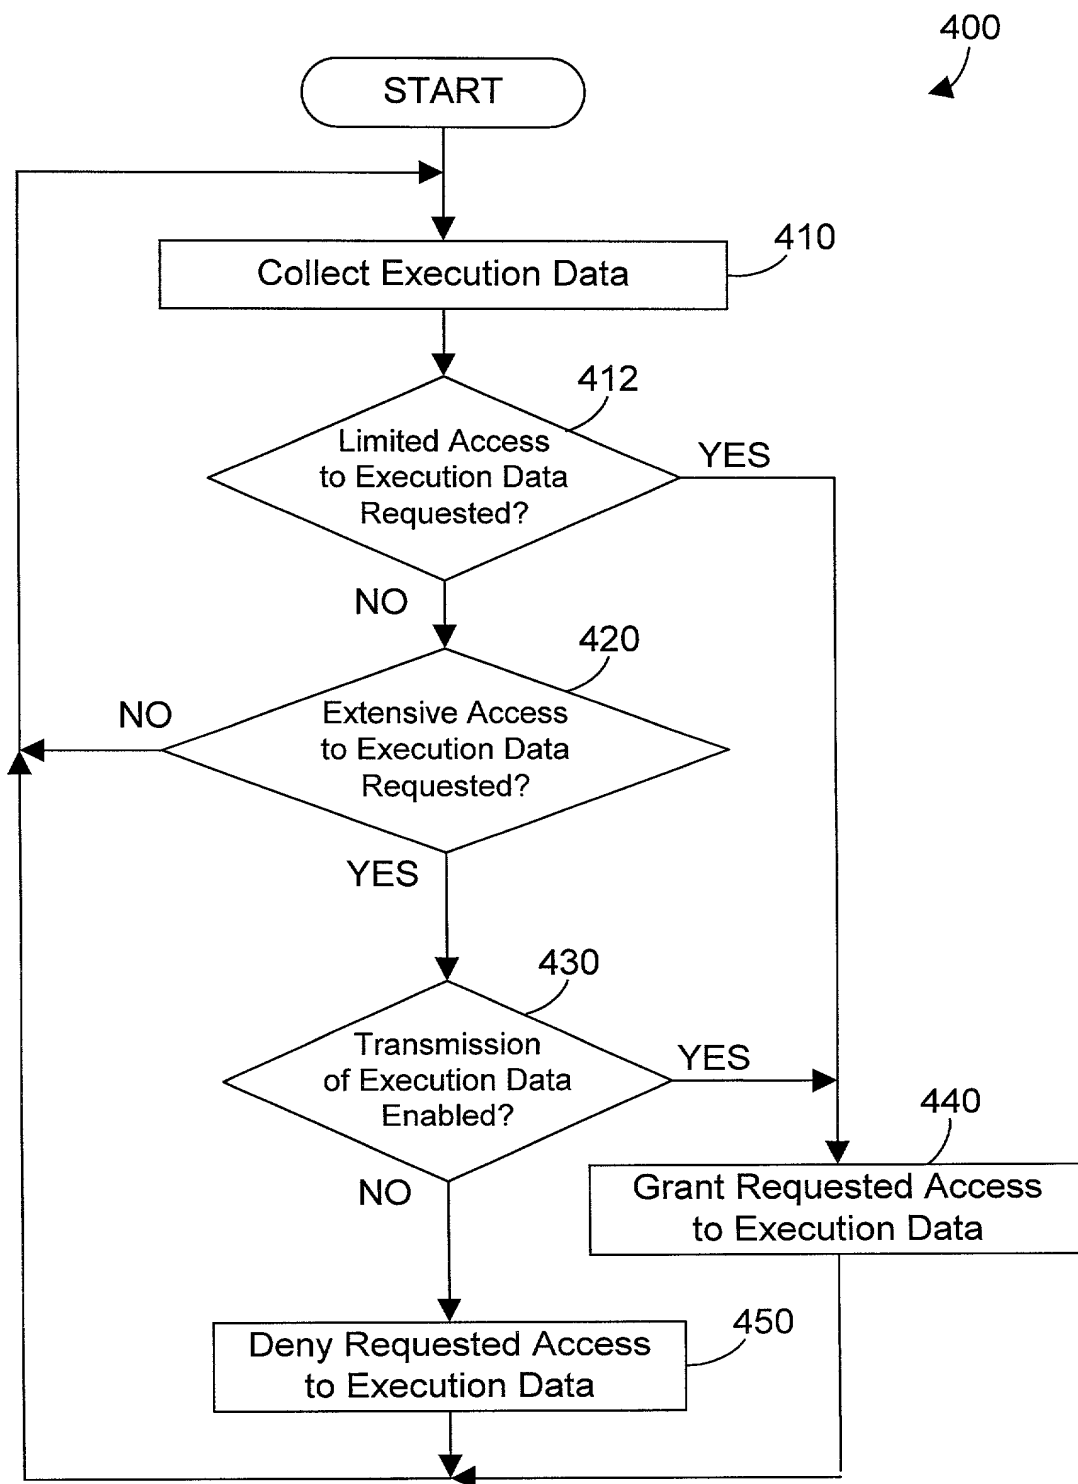 400
START
410
Collect Execution Data
412
Limited Access
to Execution Data
Requested?
YES
NO
420
Extensive Access
to Execution Data
Requested?
NO
YES
430
Transmission
of Execution Data
Enabled?
YES
NO
440
Grant Requested Access
to Execution Data
450
Deny Requested Access
to Execution Data